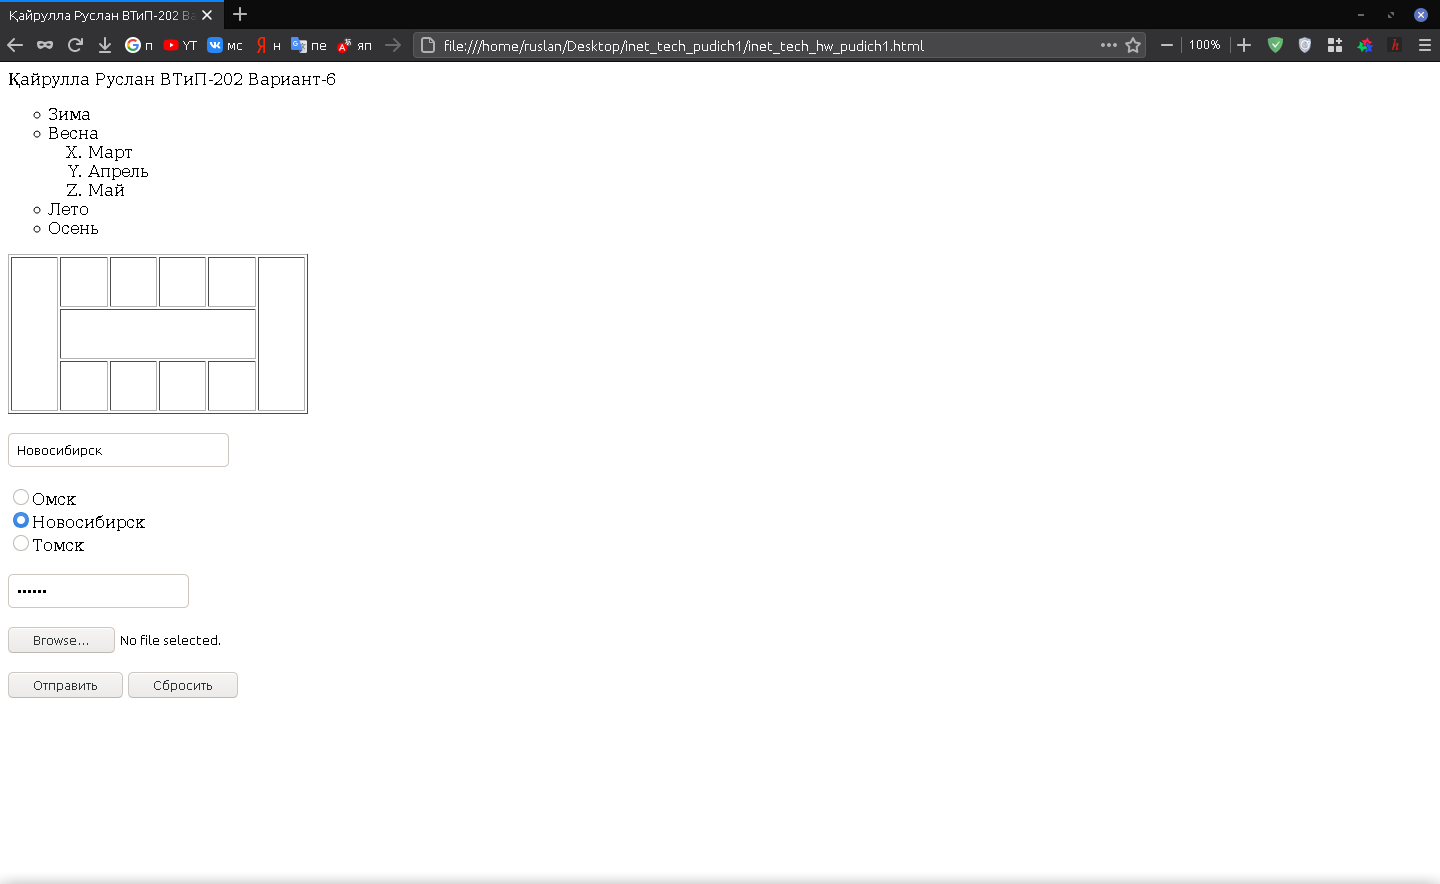 Қайрулла Руслан ВТиП-202 Ва
п YT мс н пе яп file:///home/ruslan/Desktop/inet_tech_pudich1/inet_tech_hw_pudich1.html 100%
Қайрулла Руслан ВТиП-202 Вариант-6
Зима
Весна
X. Март
Y. Апрель
Z. Май
Лето
Осень
Новосибирск
Омск
Новосибирск
Томск
Browse...  No file selected.
Отправить Сбросить